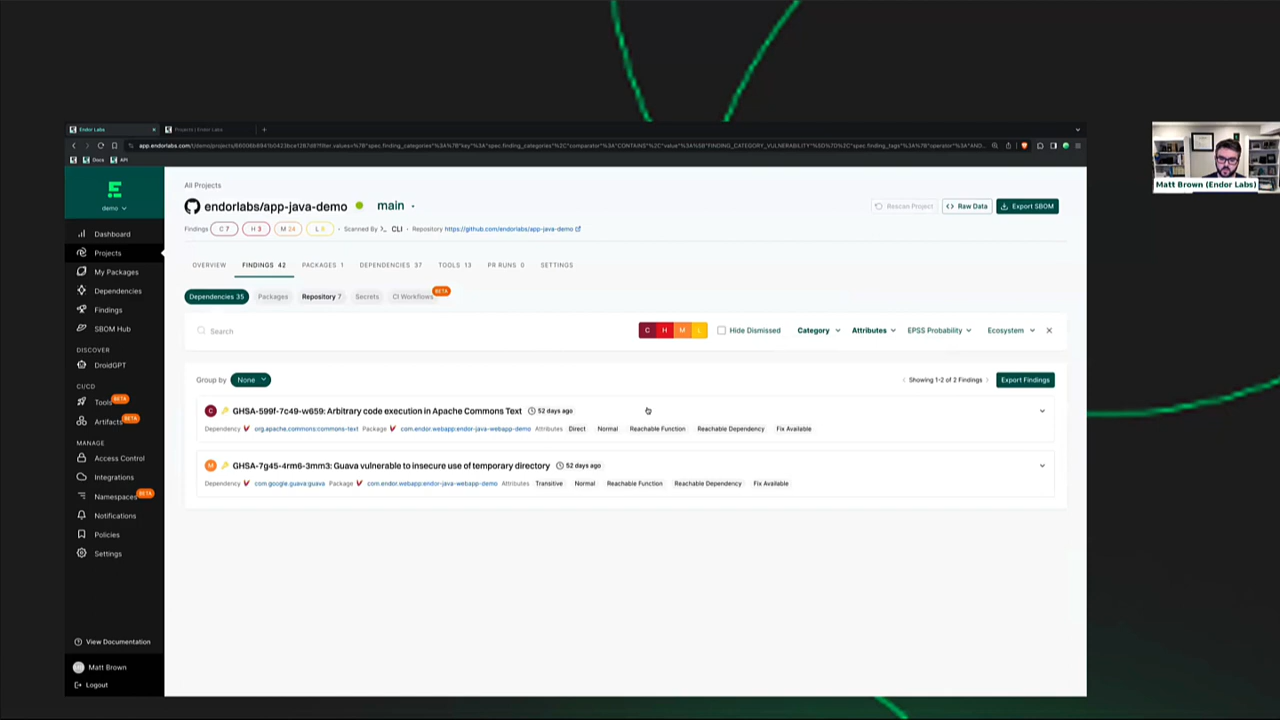 Endor Labs
Projects | Endor Labs
Docs
API
demo
Dashboard
Projects
My Packages
Dependencies
Findings
SBOM Hub
DISCOVER
DroidGPT
CI/CD
Tools BETA
Artifacts BETA
MANAGE
Access Control
Integrations
Namespaces BETA
Notifications
Policies
Settings
View Documentation
Matt Brown
Logout
All Projects
endorlabs/app-java-demo main
Rescan Project Raw Data Export SBOM
Findings C 7 H 3 M 24 L 8 · Scanned By CLI · Repository https://github.com/endorlabs/app-java-demo
OVERVIEW FINDINGS 42 PACKAGES 1 DEPENDENCIES 37 TOOLS 13 PR RUNS 0 SETTINGS
Dependencies 35 Packages Repository 7 Secrets CI Workflows BETA
Search C H M L Hide Dismissed Category Attributes EPSS Probability Ecosystem
Group by None Showing 1-2 of 2 Findings Export Findings
C GHSA-599f-7c49-w659: Arbitrary code execution in Apache Commons Text 52 days ago
Dependency org.apache.commons:commons-text Package com.endor.webapp:endor-java-webapp-demo Attributes Direct Normal Reachable Function Reachable Dependency Fix Available
M GHSA-7g45-4rm6-3mm3: Guava vulnerable to insecure use of temporary directory 52 days ago
Dependency com.google.guava:guava Package com.endor.webapp:endor-java-webapp-demo Attributes Transitive Normal Reachable Function Reachable Dependency Fix Available
Matt Brown (Endor Labs)